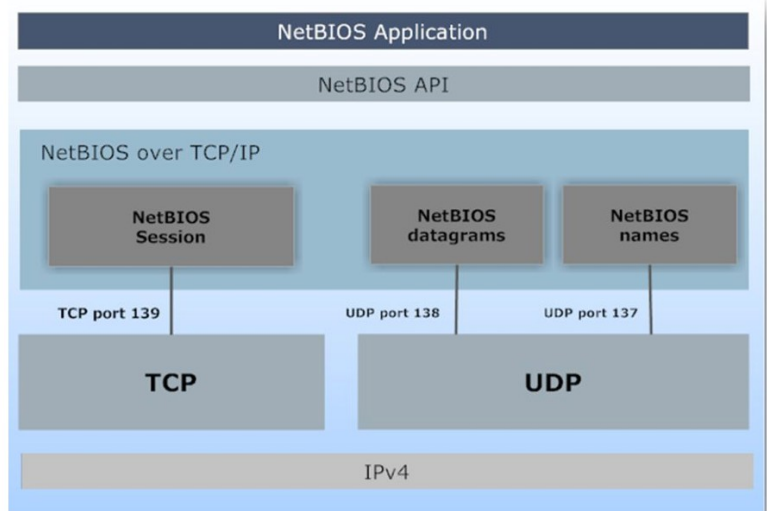 NetBIOS Application
NetBIOS API
NetBIOS over TCP/IP
NetBIOS
Session
NetBIOS
datagrams
NetBIOS
names
TCP port 139
UDP port 138
UDP port 137
TCP
UDP
IPv4